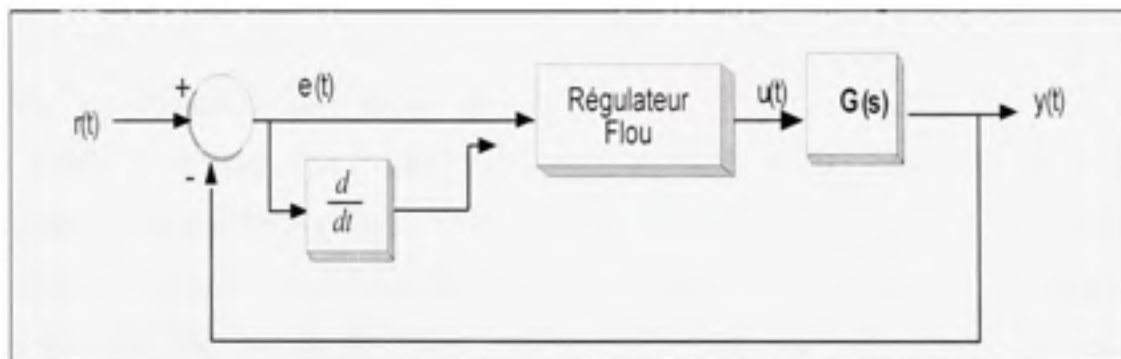 +
e(t)
r(t)
-
d
dt
Régulateur
Flou
u(t)
G(s)
y(t)